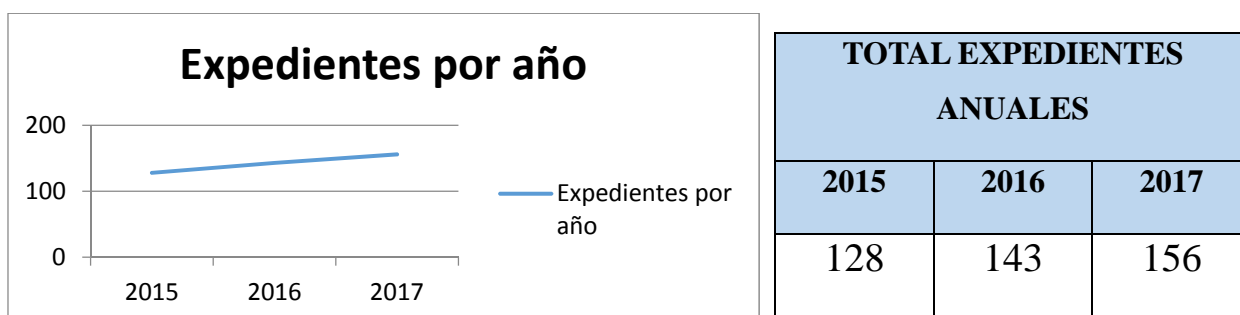 Expedientes por año
200
100
0
2015 2016 2017
Expedientes por
año
TOTAL EXPEDIENTES
ANUALES
2015 2016 2017
128 143 156